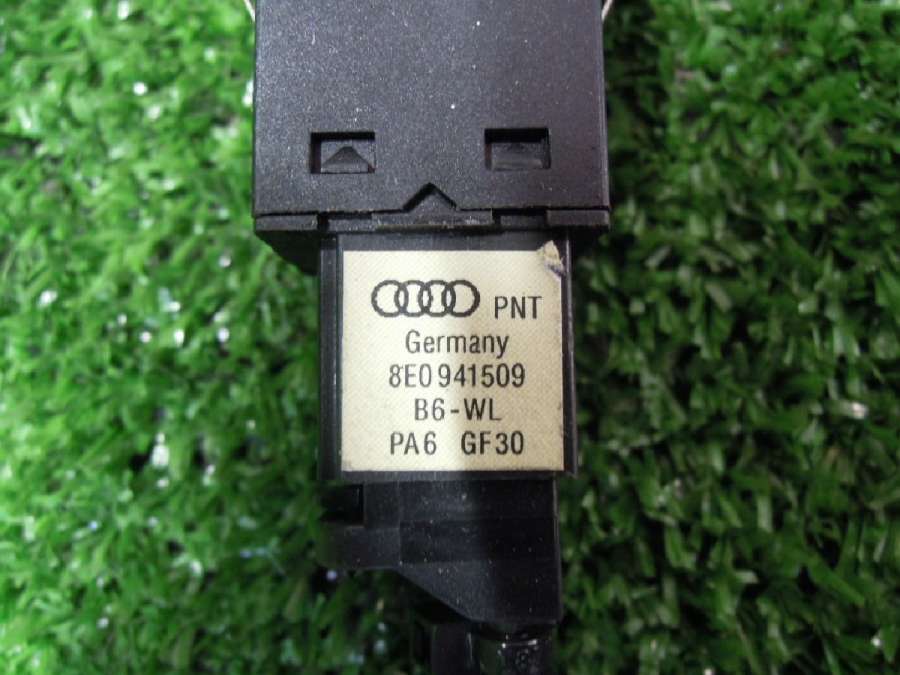 PNT
Germany
8E0 941509
B6-WL
PA6 GF30